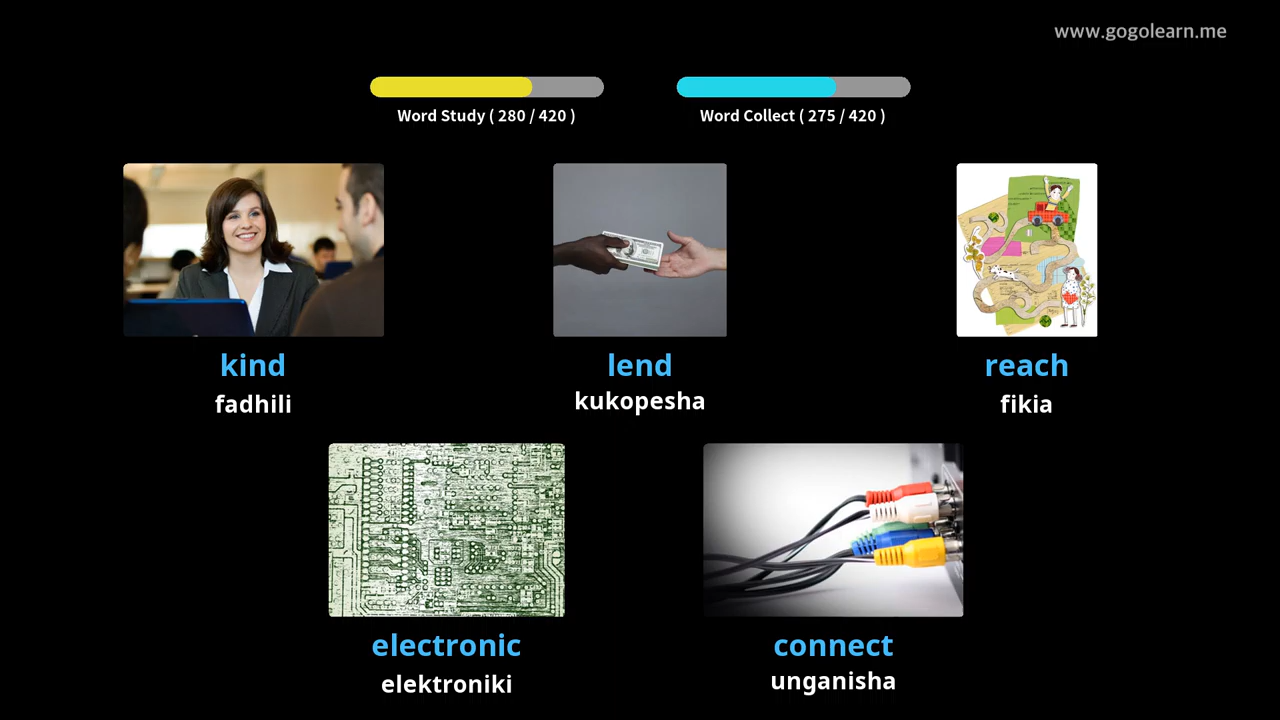 www.gogolearn.me
Word Study ( 280 / 420 )
Word Collect ( 275 / 420 )
kind
fadhili
lend
kukopesha
reach
fikia
electronic
elektroniki
connect
unganisha